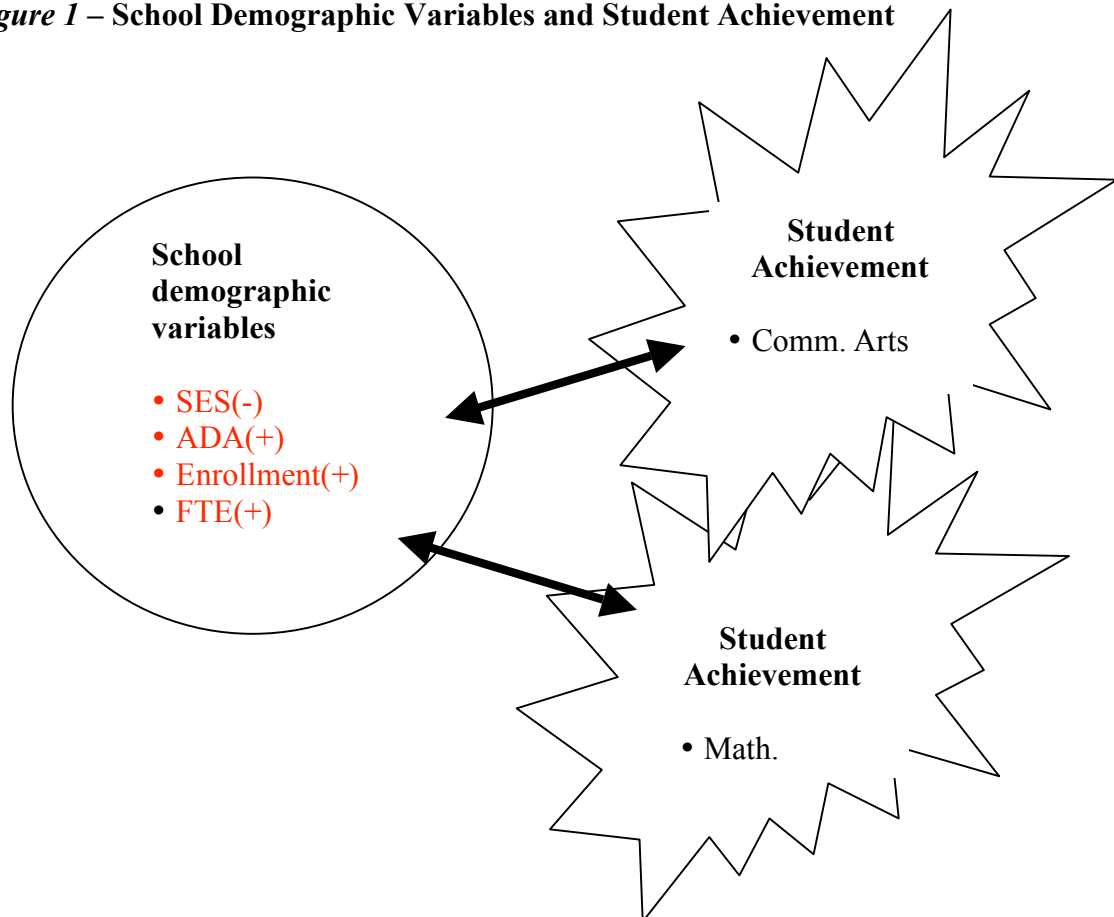 gure 1 – School Demographic Variables and Student Achievement
School
demographic
variables
• SES(-)
• ADA(+)
• Enrollment(+)
• FTE(+)
Student
Achievement
• Comm. Arts
Student
Achievement
• Math.